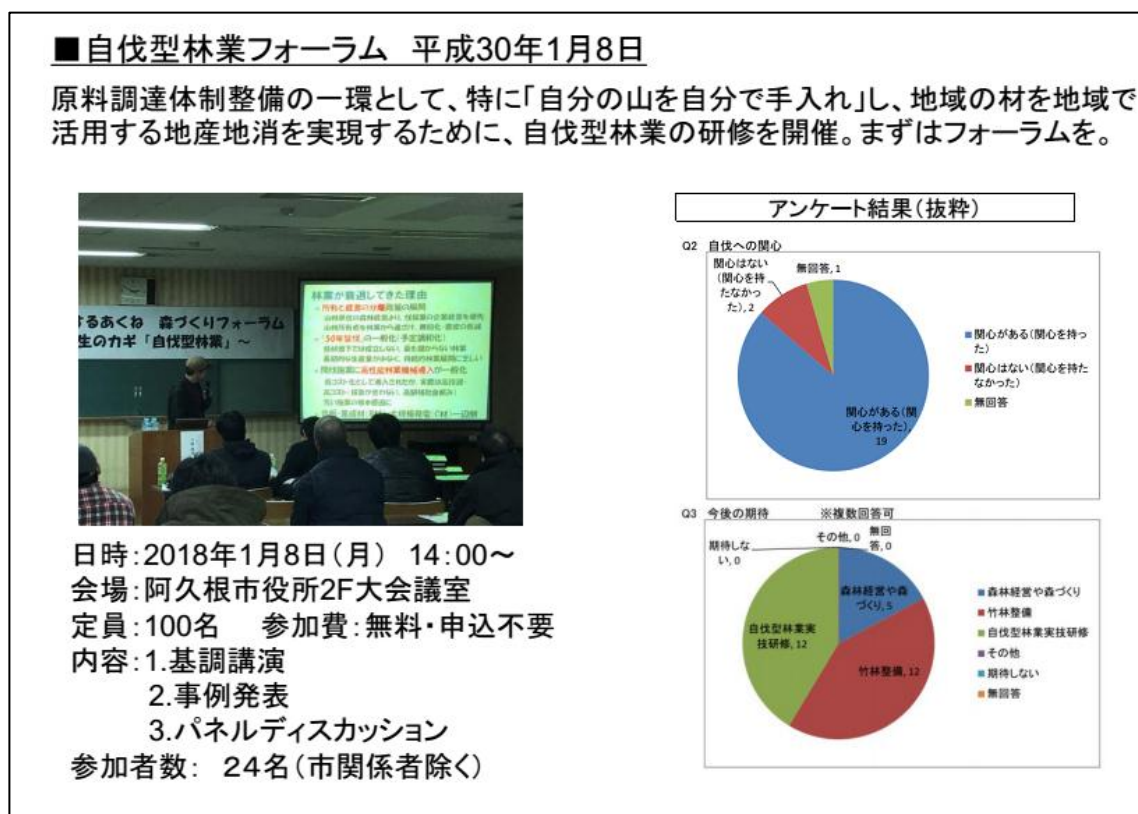 ■自伐型林業フォーラム　平成30年1月8日
原料調達体制整備の一環として、特に「自分の山を自分で手入れ」し、地域の材を地域で
活用する地産地消を実現するために、自伐型林業の研修を開催。まずはフォーラムを。
林業が衰退してきた理由
するあくね　森づくりフォーラム
生のカギ「自伐型林業」～
日時：2018年1月8日（月）　14：00～
会場：阿久根市役所2F大会議室
定員：100名　参加費：無料・申込不要
内容：1.基調講演
2.事例発表
3.パネルディスカッション
参加者数：　24名（市関係者除く）
アンケート結果（抜粋）
Q2　自伐への関心
関心はない
（関心を持
たなかっ
た）, 2
無回答, 1
関心がある（関
心を持った）,
19
関心がある（関心を持っ
た）
関心はない（関心を持た
なかった）
無回答
Q3　今後の期待　※複数回答可
期待しな
い, 0
その他, 0
無回
答, 0
森林経営や森
づくり, 5
自伐型林業実
技研修, 12
竹林整備, 12
森林経営や森づくり
竹林整備
自伐型林業実技研修
その他
期待しない
無回答